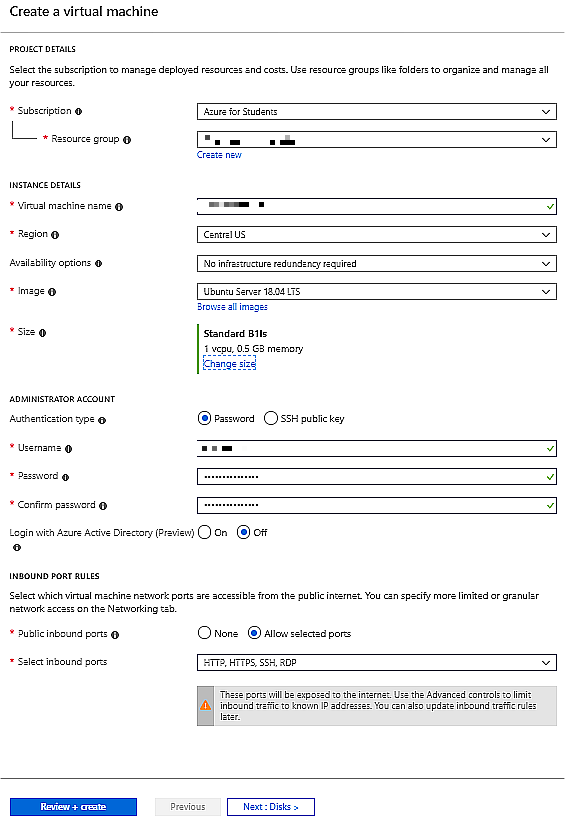 Create a virtual machine
PROJECT DETAILS
Select the subscription to manage deployed resources and costs. Use resource groups like folders to organize and manage all
your resources.
* Subscription
Azure for Students
* Resource group
Create new
INSTANCE DETAILS
* Virtual machine name
* Region
Central US
Availability options
No infrastructure redundancy required
* Image
Ubuntu Server 18.04 LTS
Browse all images
* Size
Standard B1ls
1 vcpu, 0.5 GB memory
Change size
ADMINISTRATOR ACCOUNT
Authentication type
Password
SSH public key
* Username
* Password
••••••••••••••
* Confirm password
••••••••••••••
Login with Azure Active Directory (Preview)
On
Off
INBOUND PORT RULES
Select which virtual machine network ports are accessible from the public internet. You can specify more limited or granular
network access on the Networking tab.
* Public inbound ports
None
Allow selected ports
* Select inbound ports
HTTP, HTTPS, SSH, RDP
These ports will be exposed to the internet. Use the Advanced controls to limit
inbound traffic to known IP addresses. You can also update inbound traffic rules
later.
Review + create
Previous
Next : Disks >